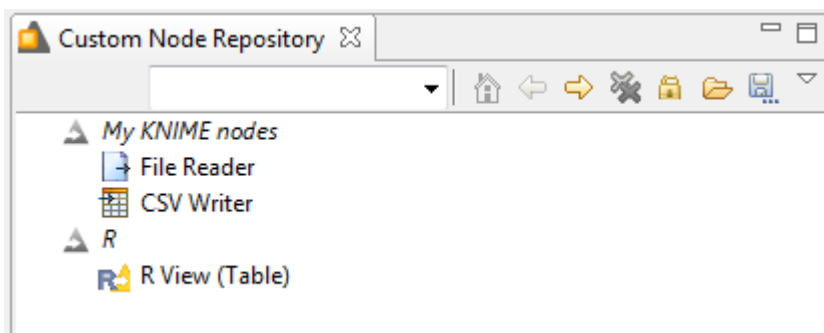 Custom Node Repository
My KNIME nodes
File Reader
CSV Writer
R
R View (Table)